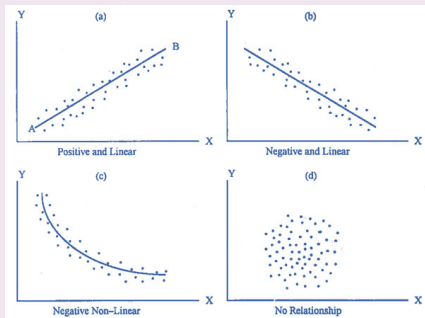 (a)
Y
B
A
X
Positive and Linear
(b)
Y
X
Negative and Linear
(c)
Y
X
Negative Non–Linear
(d)
Y
X
No Relationship